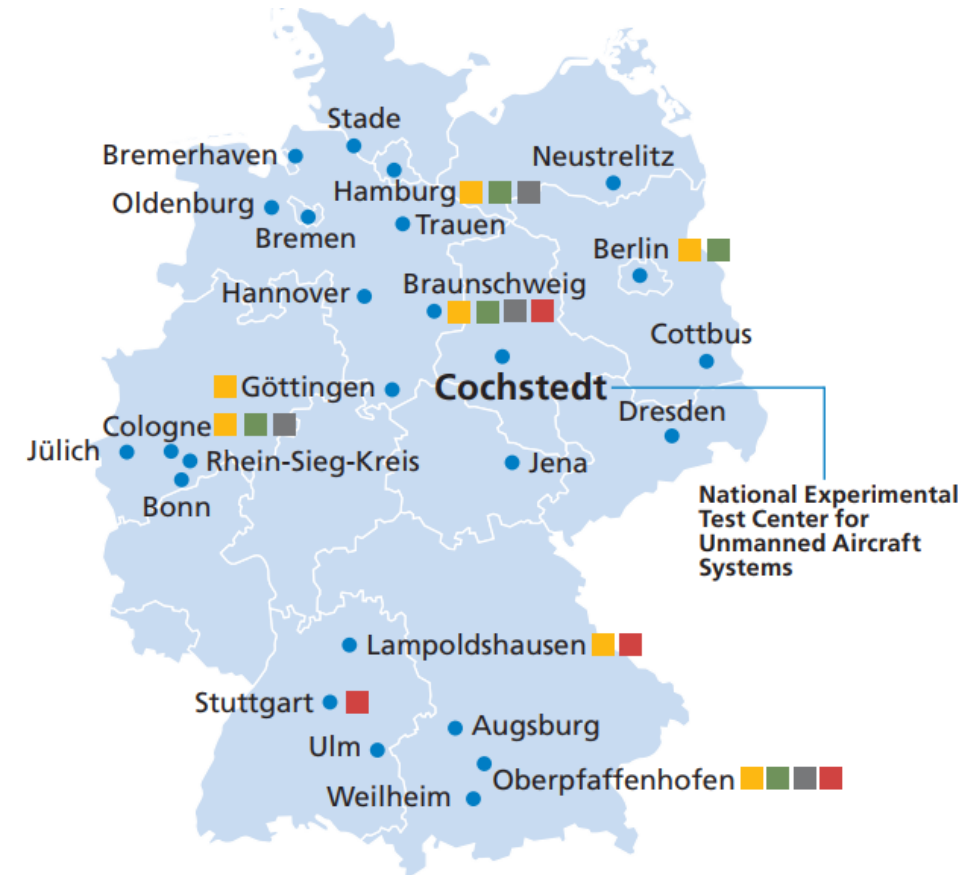 Stade
Bremerhaven
Neustrelitz
Hamburg
Oldenburg
Trauen
Bremen
Berlin
Braunschweig
Hannover
Cottbus
Göttingen
Cochstedt
Dresden
Cologne
Jülich
Rhein-Sieg-Kreis
Jena
Bonn
National Experimental
Test Center for
Unmanned Aircraft
Systems
Lampoldshausen
Stuttgart
Augsburg
Ulm
Oberpfaffenhofen
Weilheim